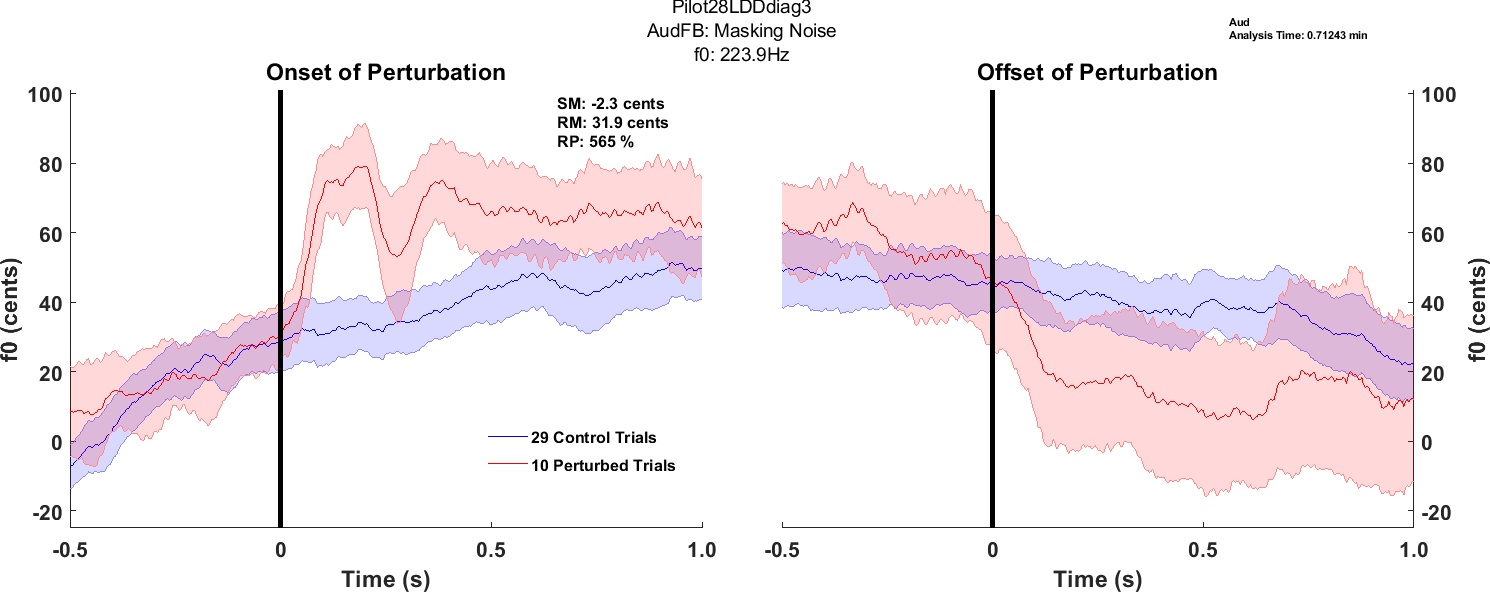 Pilot28LDDdiag3
AudFB: Masking Noise
f0: 223.9Hz
Aud
Analysis Time: 0.71243 min
Onset of Perturbation
Offset of Perturbation
SM: -2.3 cents
RM: 31.9 cents
RP: 565 %
100
80
60
40
20
0
-20
f0 (cents)
29 Control Trials
10 Perturbed Trials
-0.5
0
0.5
1.0
Time (s)
-0.5
0
0.5
1.0
Time (s)
100
80
60
40
20
0
-20
f0 (cents)